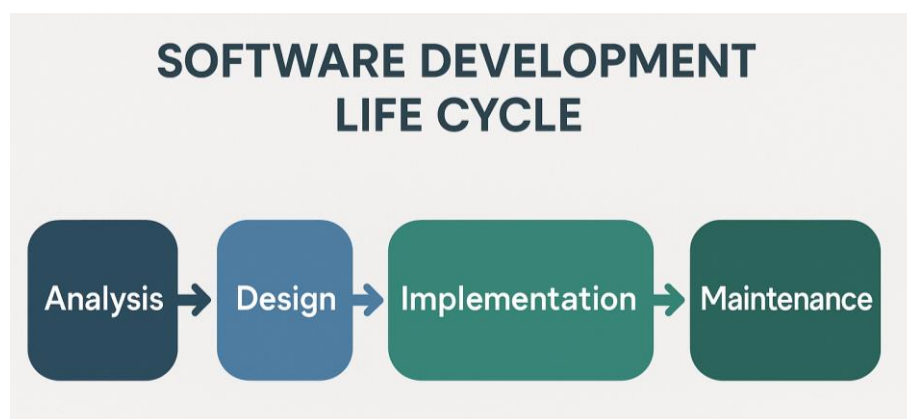 SOFTWARE DEVELOPMENT
LIFE CYCLE
Analysis
Design
Implementation
Maintenance